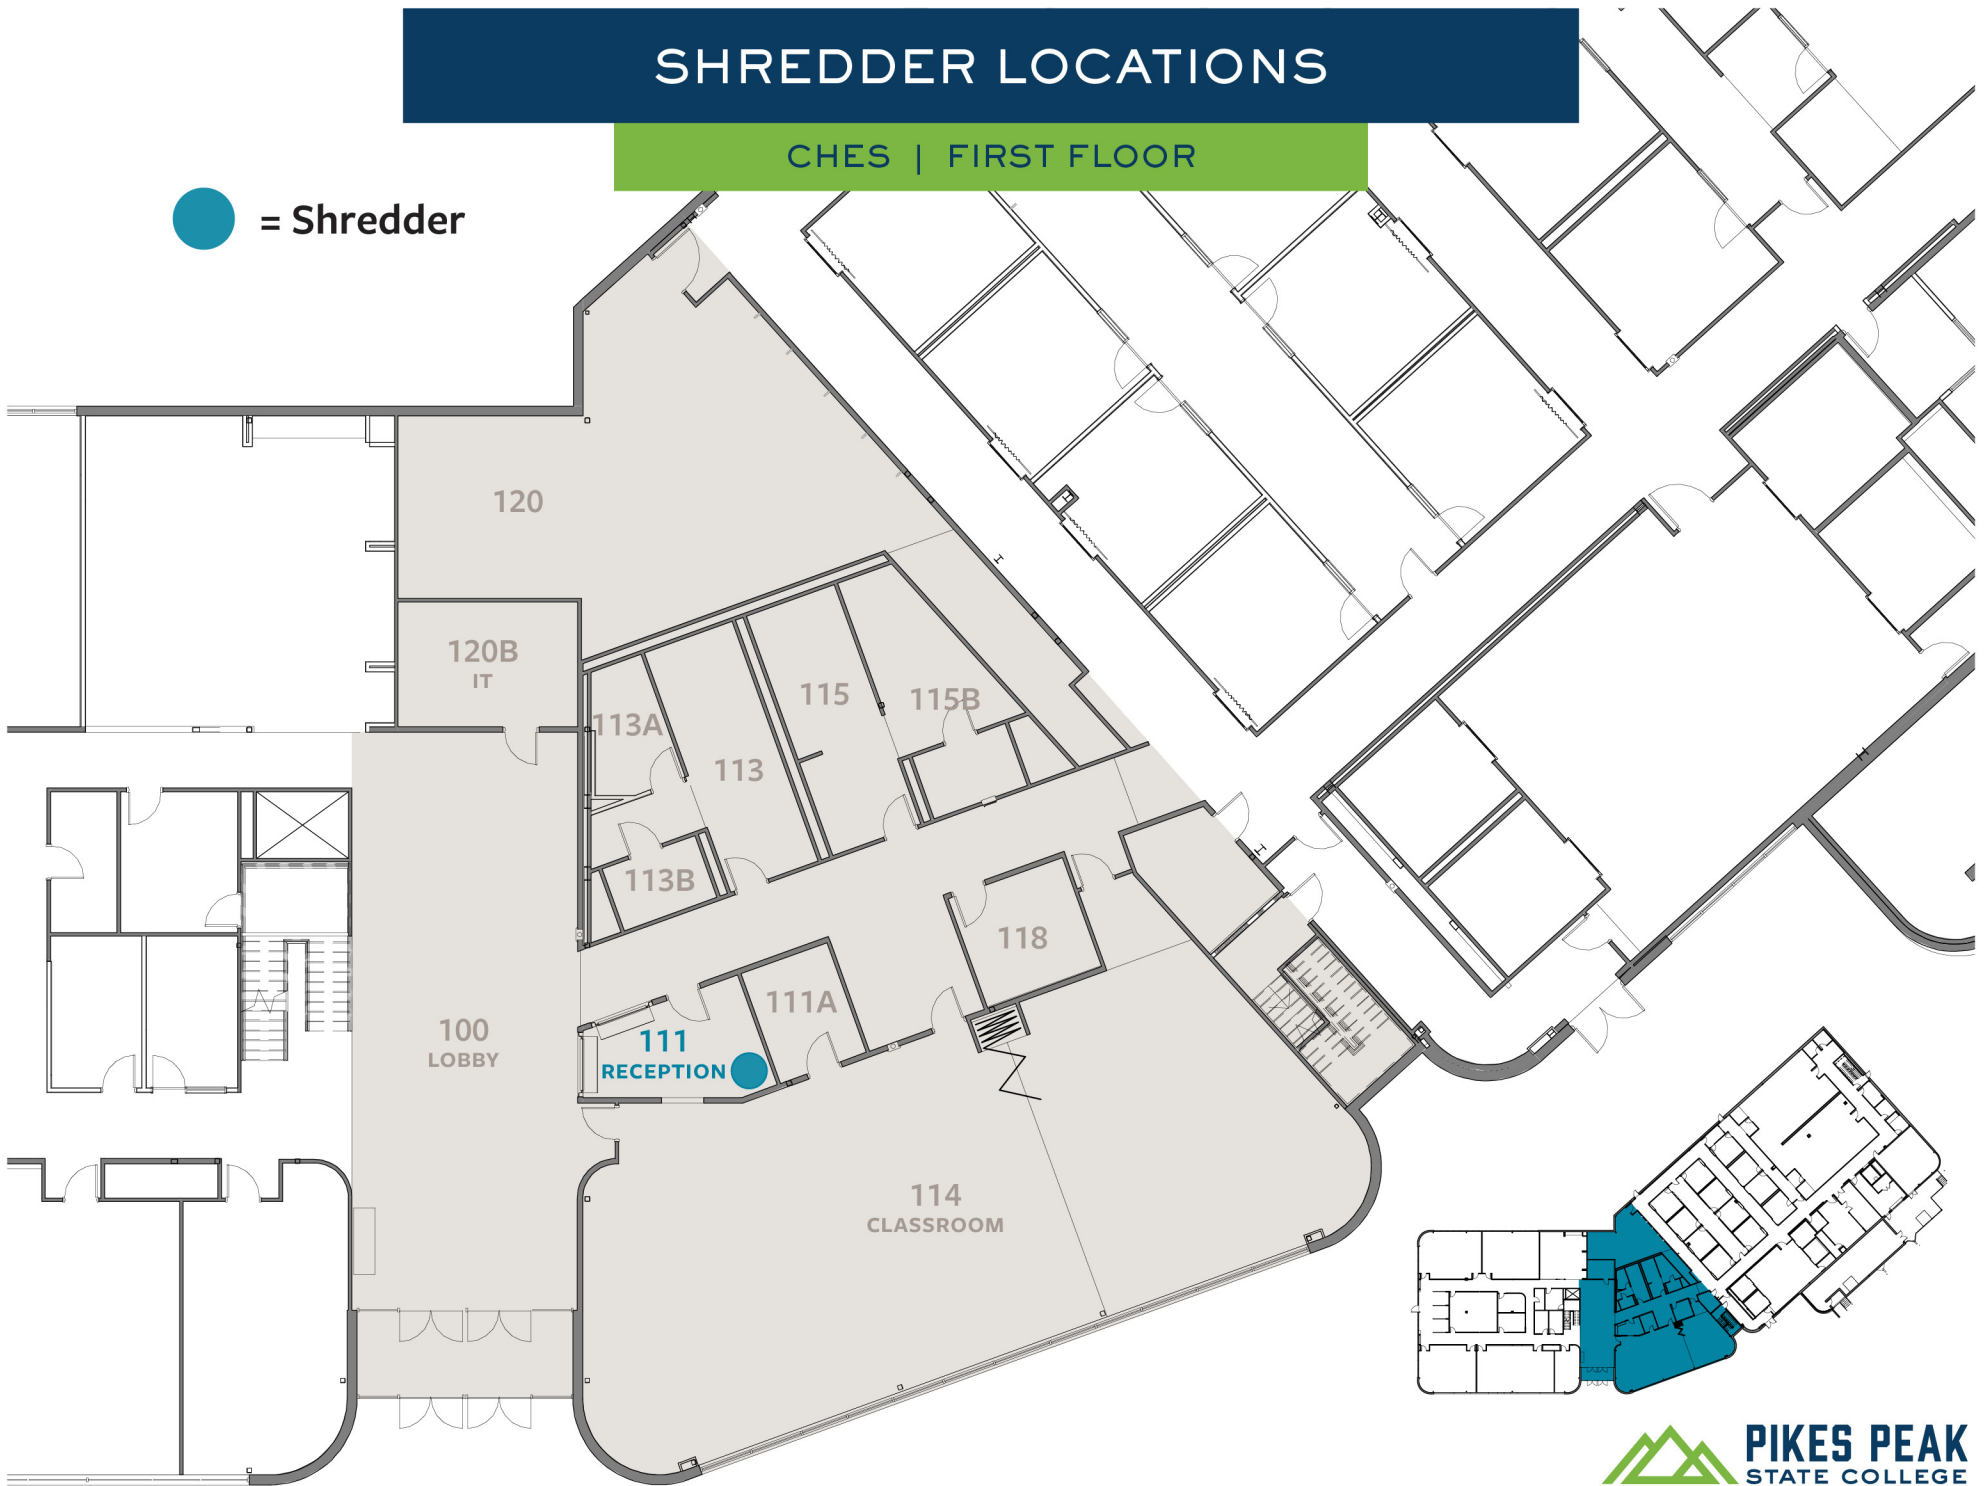 SHREDDER LOCATIONS
CHES | FIRST FLOOR
= Shredder
120
120B
IT
113A
113
115
115B
113B
118
111A
111
RECEPTION
100
LOBBY
114
CLASSROOM
PIKES PEAK
STATE COLLEGE